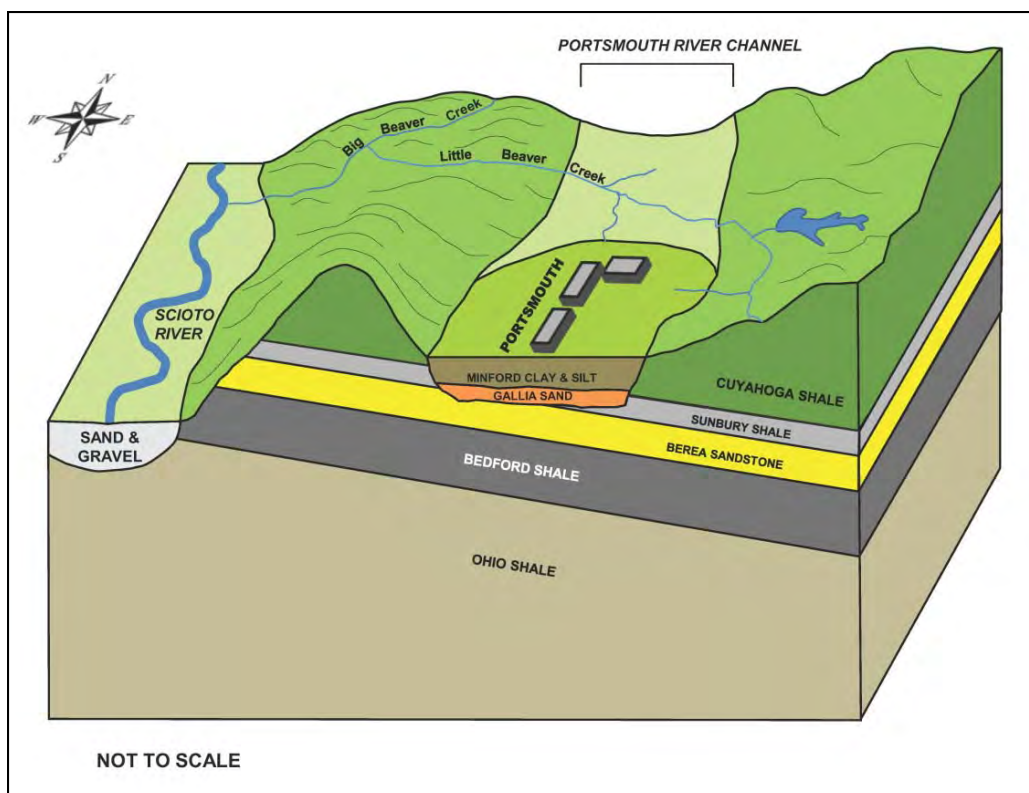 PORTSMOUTH RIVER CHANNEL
N
W
E
S
Big Beaver Creek
Little Beaver Creek
PORTSMOUTH
SCIOTO
RIVER
MINFORD CLAY & SILT
GALLIA SAND
CUYAHOGA SHALE
SUNBURY SHALE
BEREA SANDSTONE
SAND &
GRAVEL
BEDFORD SHALE
OHIO SHALE
NOT TO SCALE